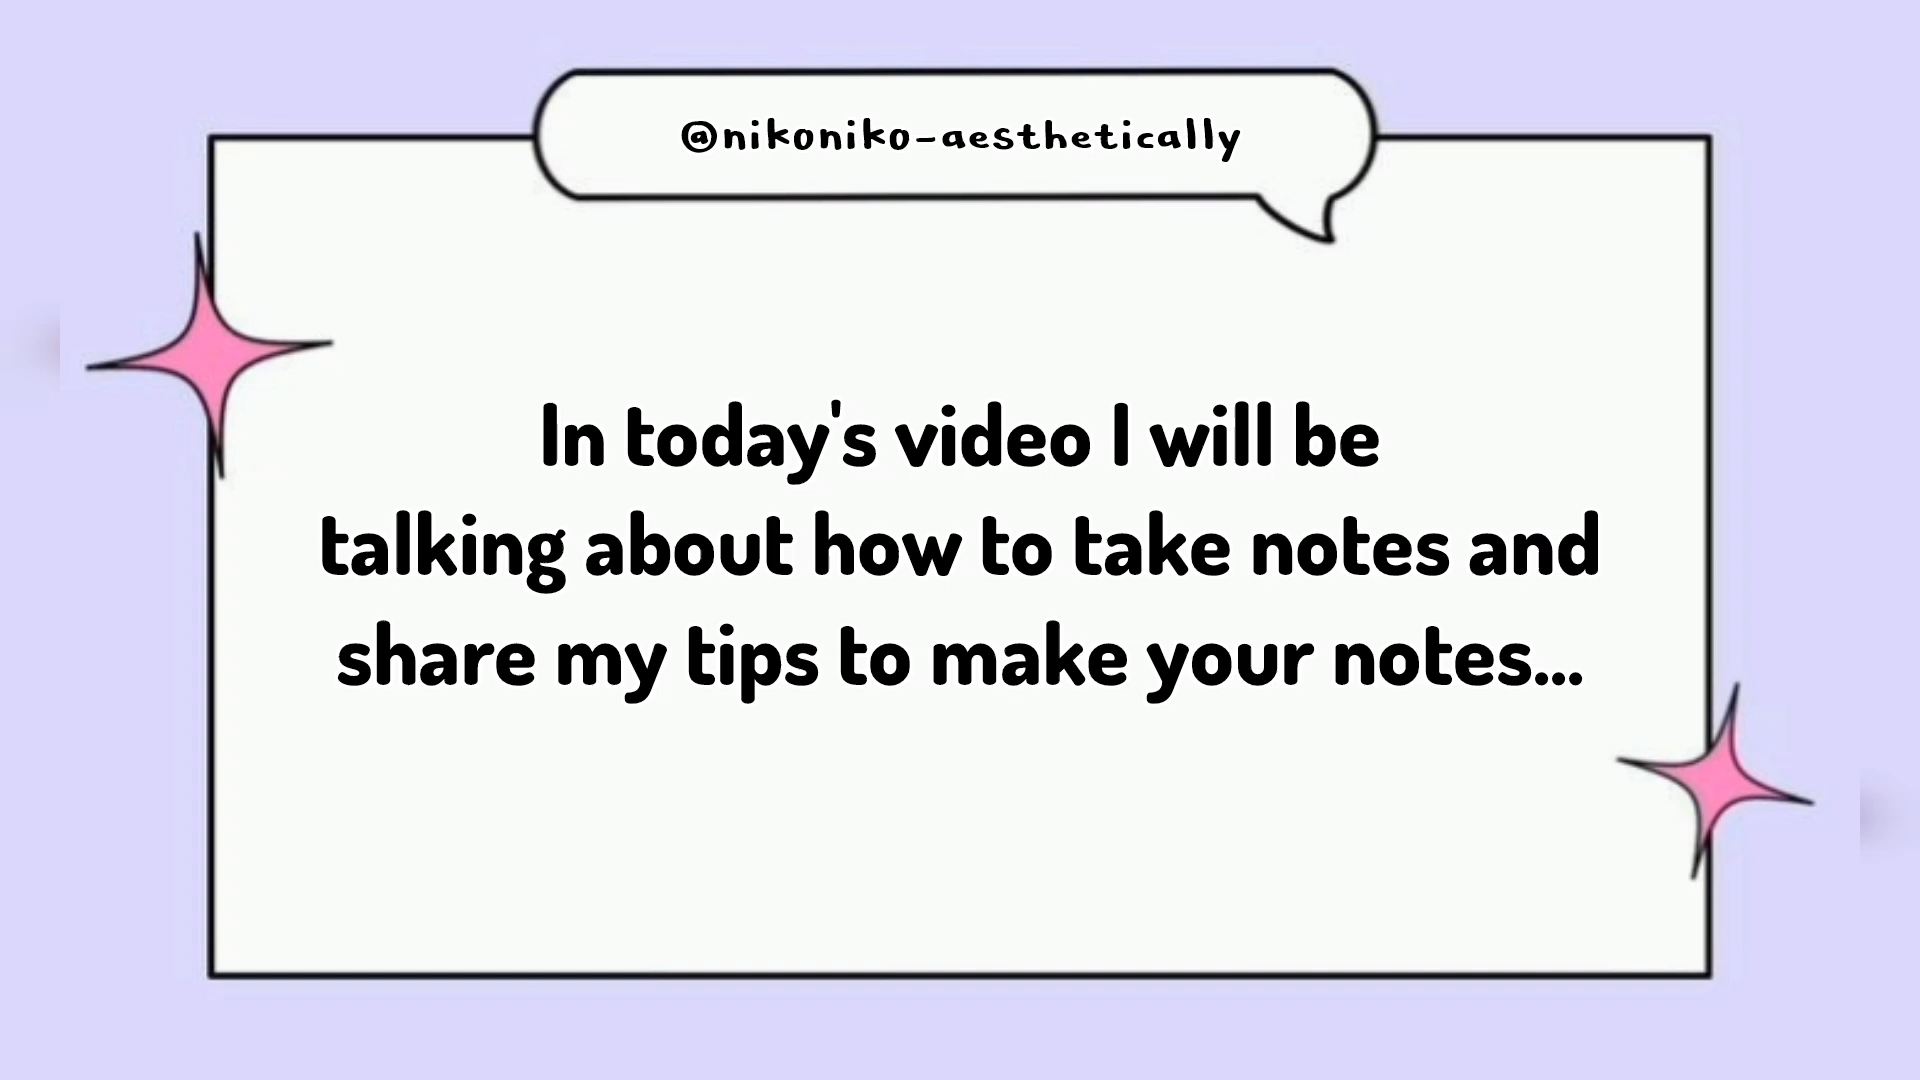 @nikoniko-aesthetically
In today's video I will be
talking about how to take notes and
share my tips to make your notes...